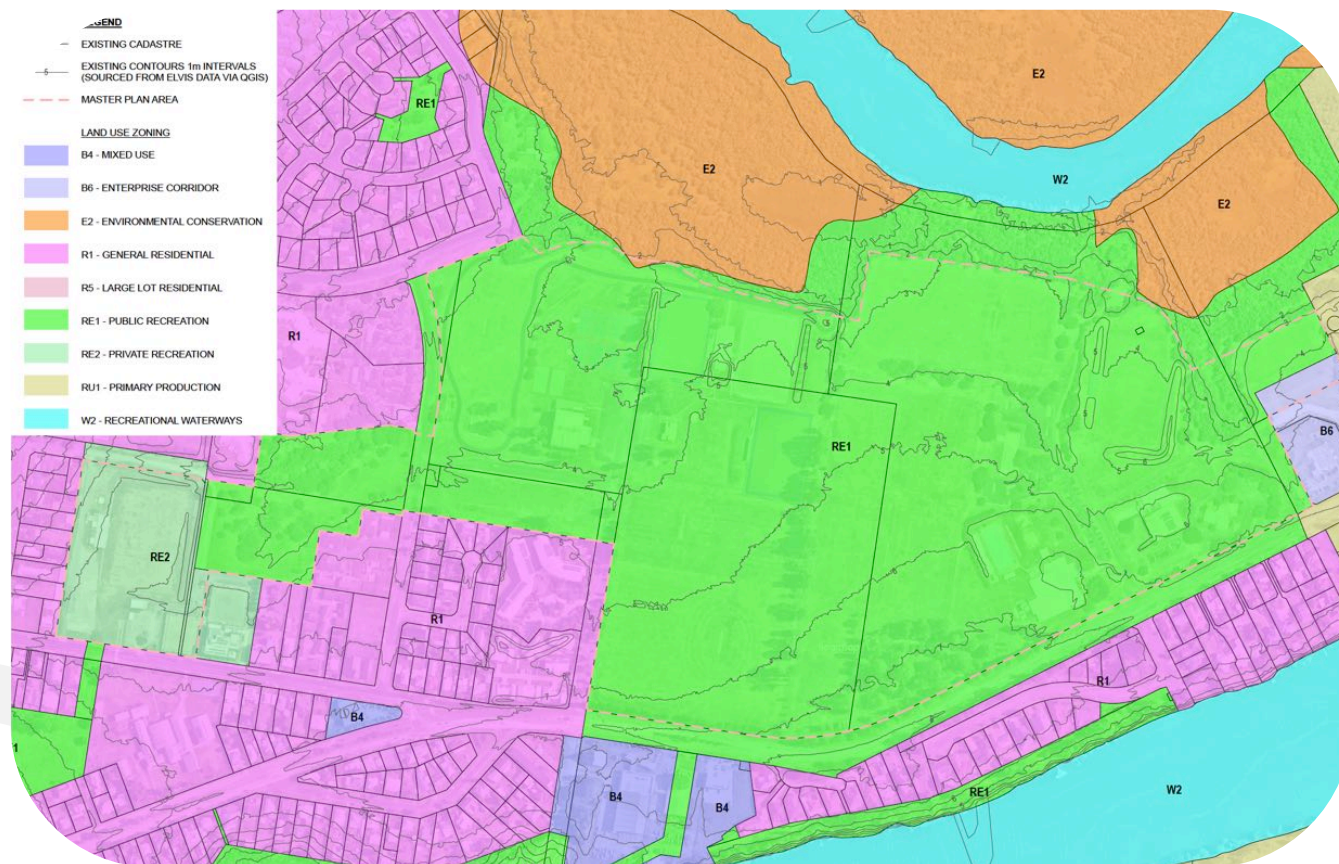 GEND
EXISTING CADASTRE
5
EXISTING CONTOURS 1m INTERVALS
(SOURCED FROM ELVIS DATA VIA QGIS)
MASTER PLAN AREA
LAND USE ZONING
B4 - MIXED USE
B6 - ENTERPRISE CORRIDOR
E2 - ENVIRONMENTAL CONSERVATION
R1 - GENERAL RESIDENTIAL
R5 - LARGE LOT RESIDENTIAL
RE1 - PUBLIC RECREATION
RE2 - PRIVATE RECREATION
RU1 - PRIMARY PRODUCTION
W2 - RECREATIONAL WATERWAYS
E2
RE1
E2
W2
E2
R1
B6
RE1
RE2
R1
R1
B4
1
W2
RE1
B4
B4